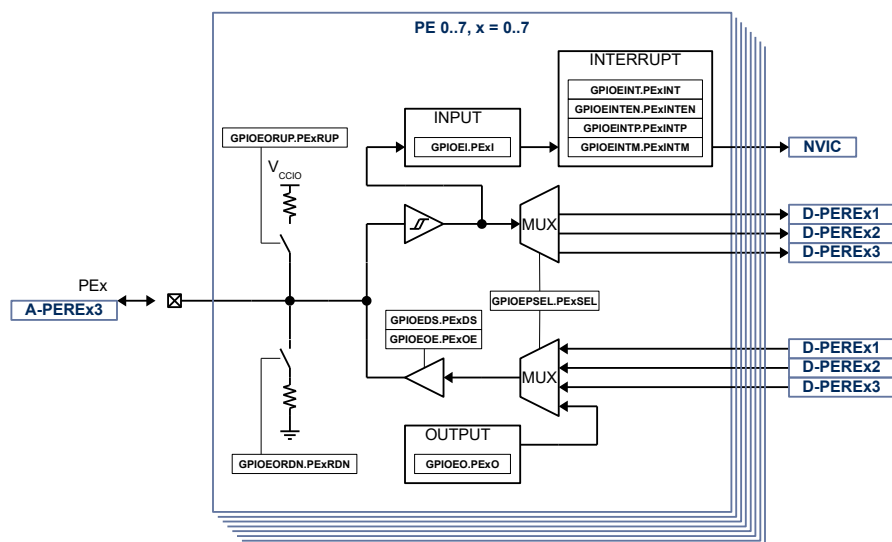 PE 0..7, x = 0..7
INTERRUPT
GPIOEINT.PExINT
GPIOEINTEN.PExINTEN
GPIOEINTP.PExINTP
GPIOEINTM.PExINTM
INPUT
GPIOEI.PExI
NVIC
GPIOEORUP.PExRUP
VCCIO
MUX
D-PEREx1
D-PEREx2
D-PEREx3
PEx
A-PEREx3
GPIOEPSEL.PExSEL
GPIOEDS.PExDS
GPIOEOE.PExOE
MUX
D-PEREx1
D-PEREx2
D-PEREx3
OUTPUT
GPIOEO.PExO
GPIOEORDN.PExRDN